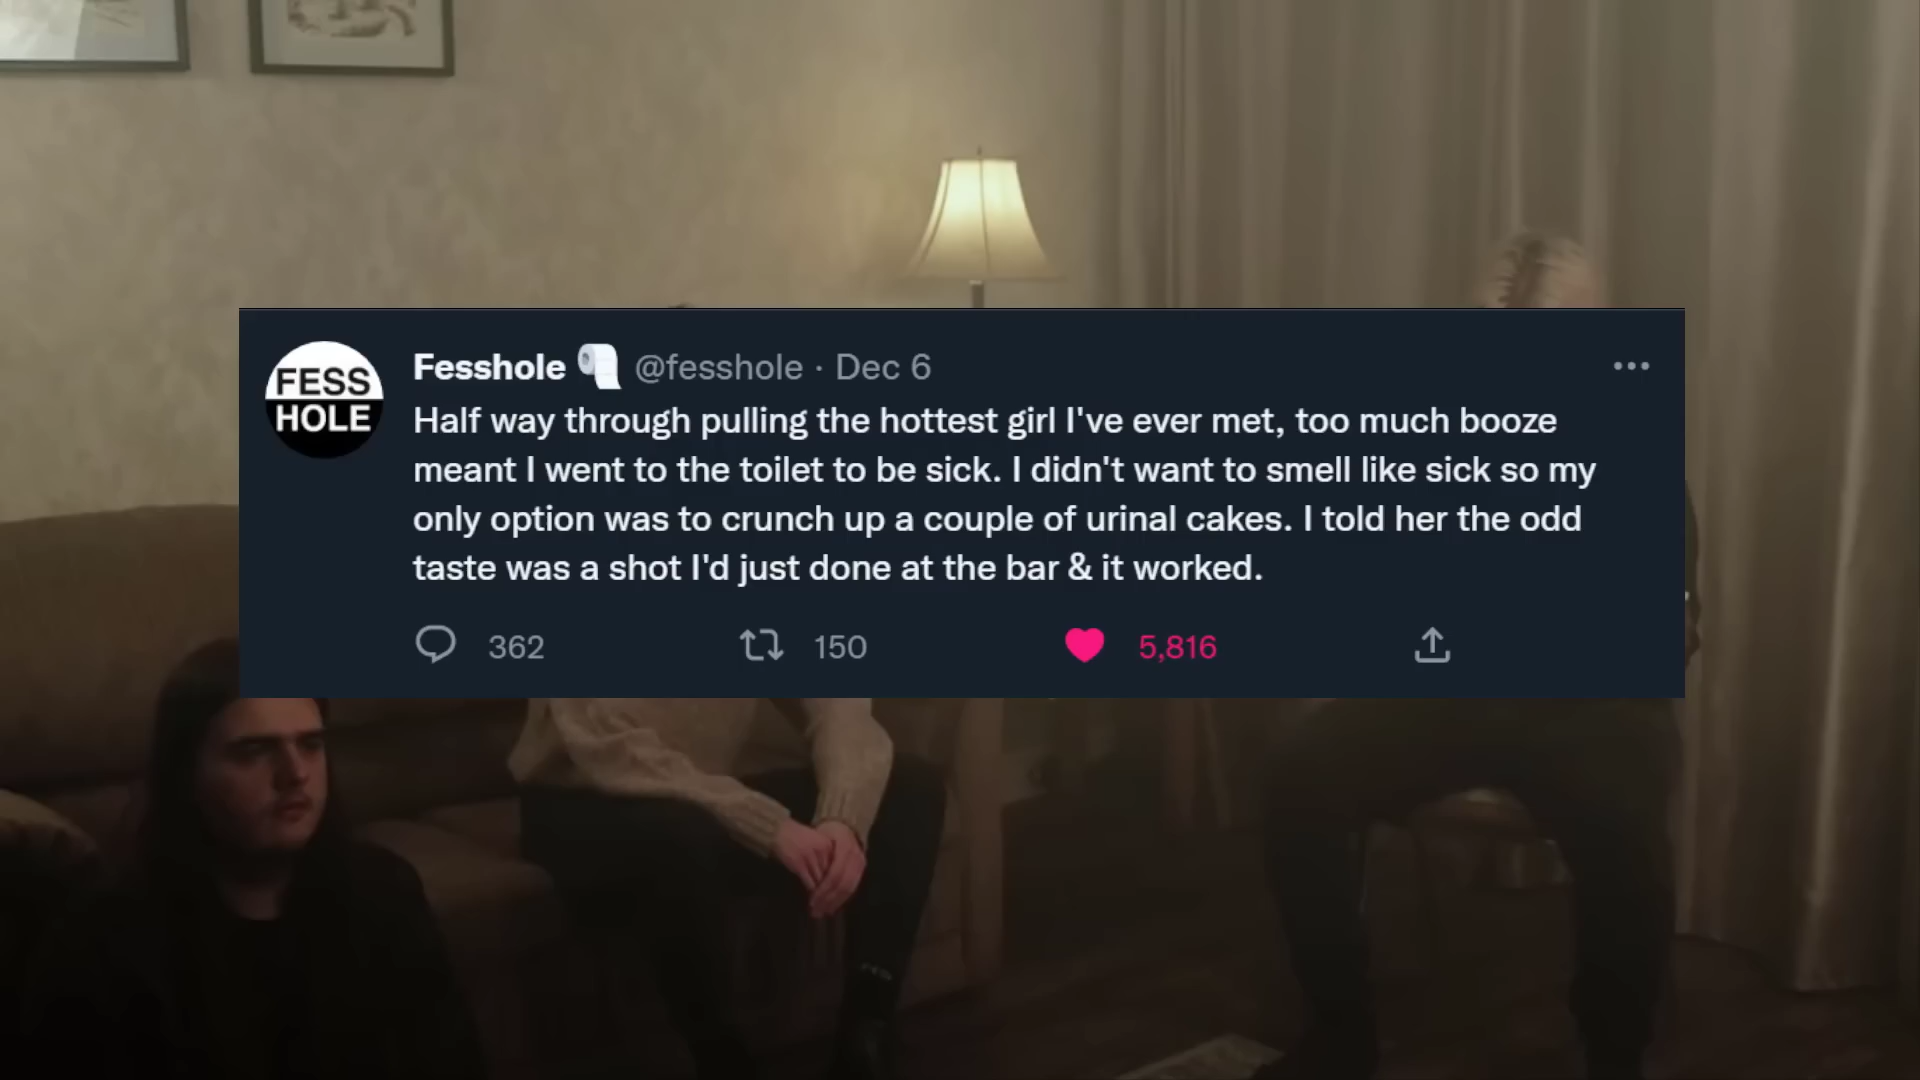 FESS
HOLE
Fesshole 🧻 @fesshole · Dec 6
Half way through pulling the hottest girl I've ever met, too much booze
meant I went to the toilet to be sick. I didn't want to smell like sick so my
only option was to crunch up a couple of urinal cakes. I told her the odd
taste was a shot I'd just done at the bar & it worked.
362 150 5,816